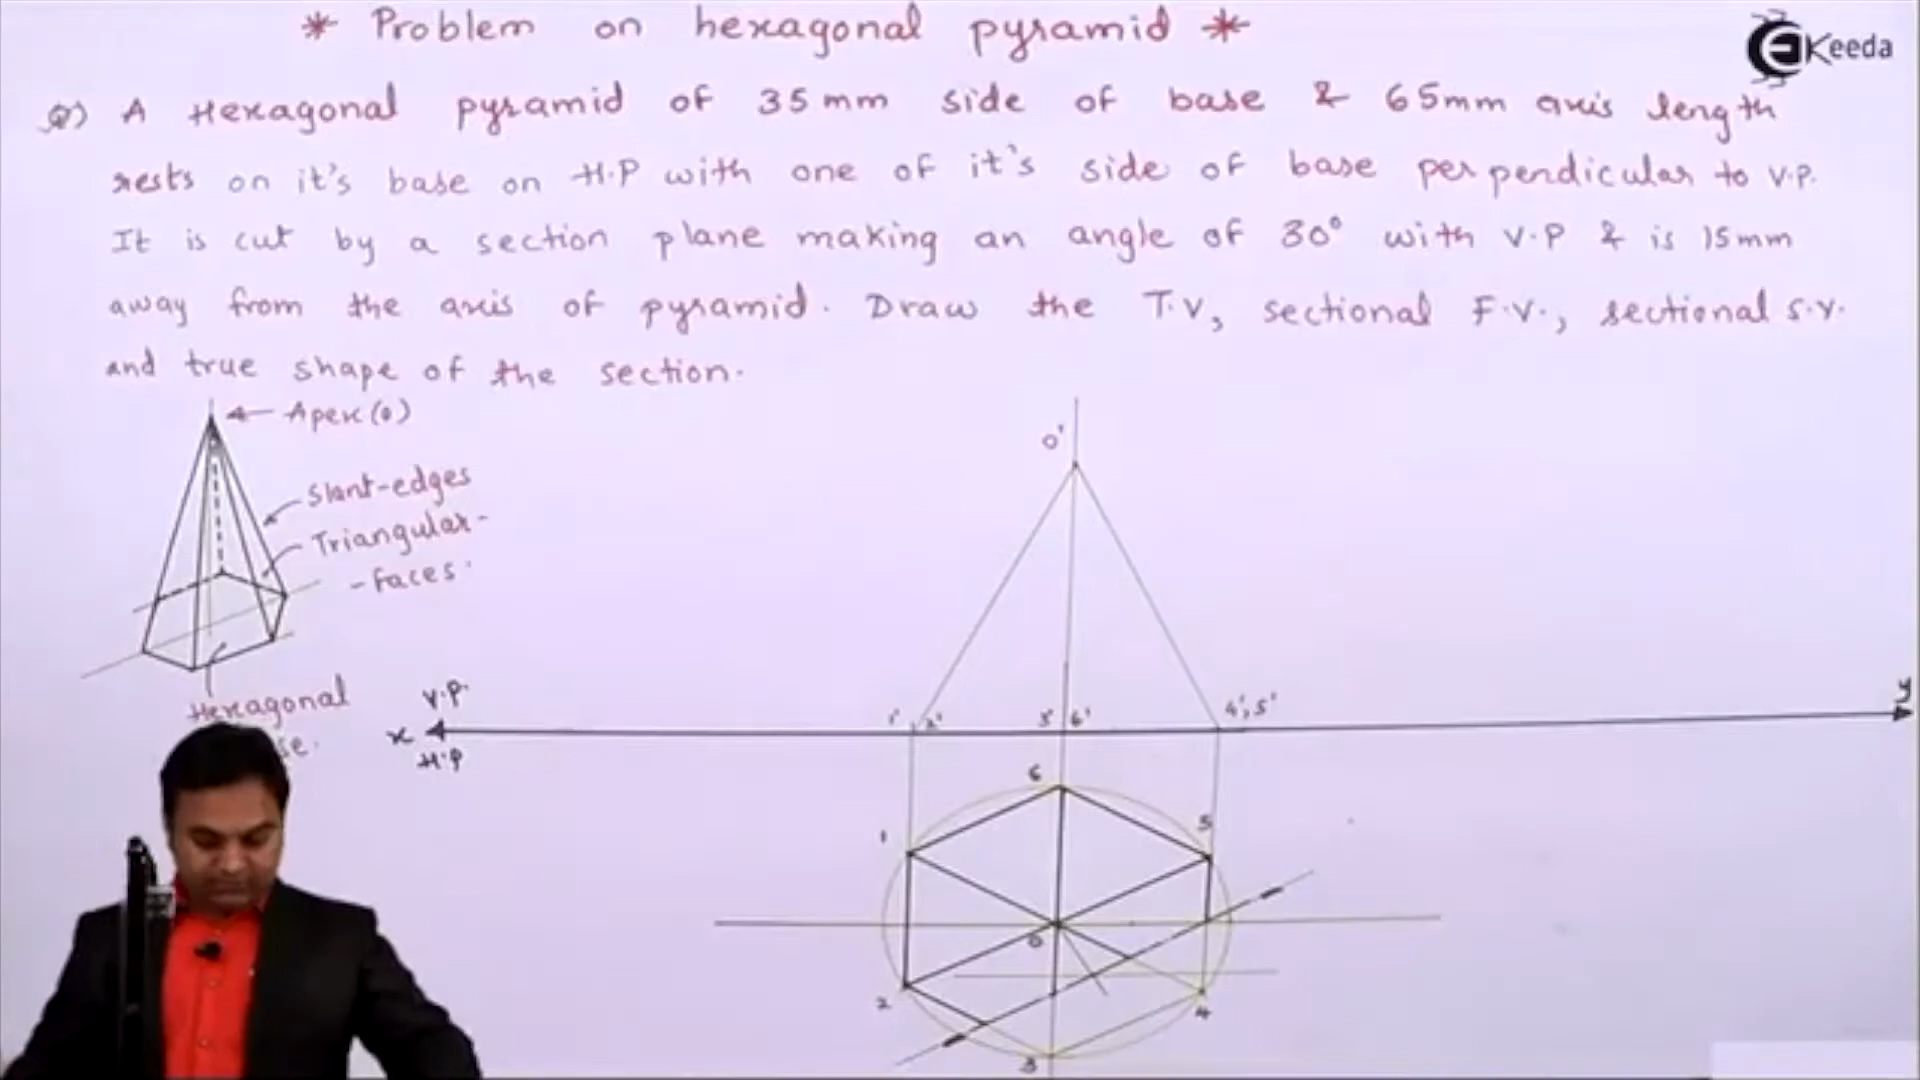 * Problem on hexagonal pyramid *
Keeda
Q) A Hexagonal pyramid of 35mm side of base & 65mm axis length
rests on it's base on H.P with one of it's side of base perpendicular to V.P.
It is cut by a section plane making an angle of 30° with V.P & is 15mm
away from the axis of pyramid. Draw the T.V, sectional F.V., sectional S.V.
and true shape of the section.
Apex (o)
Slant-edges
Triangular-
-faces.
Hexagonal
o'
V.P.
x
H.P
1' 2'
3' 6'
4', 5'
y
6
1
5
o
2
4
3